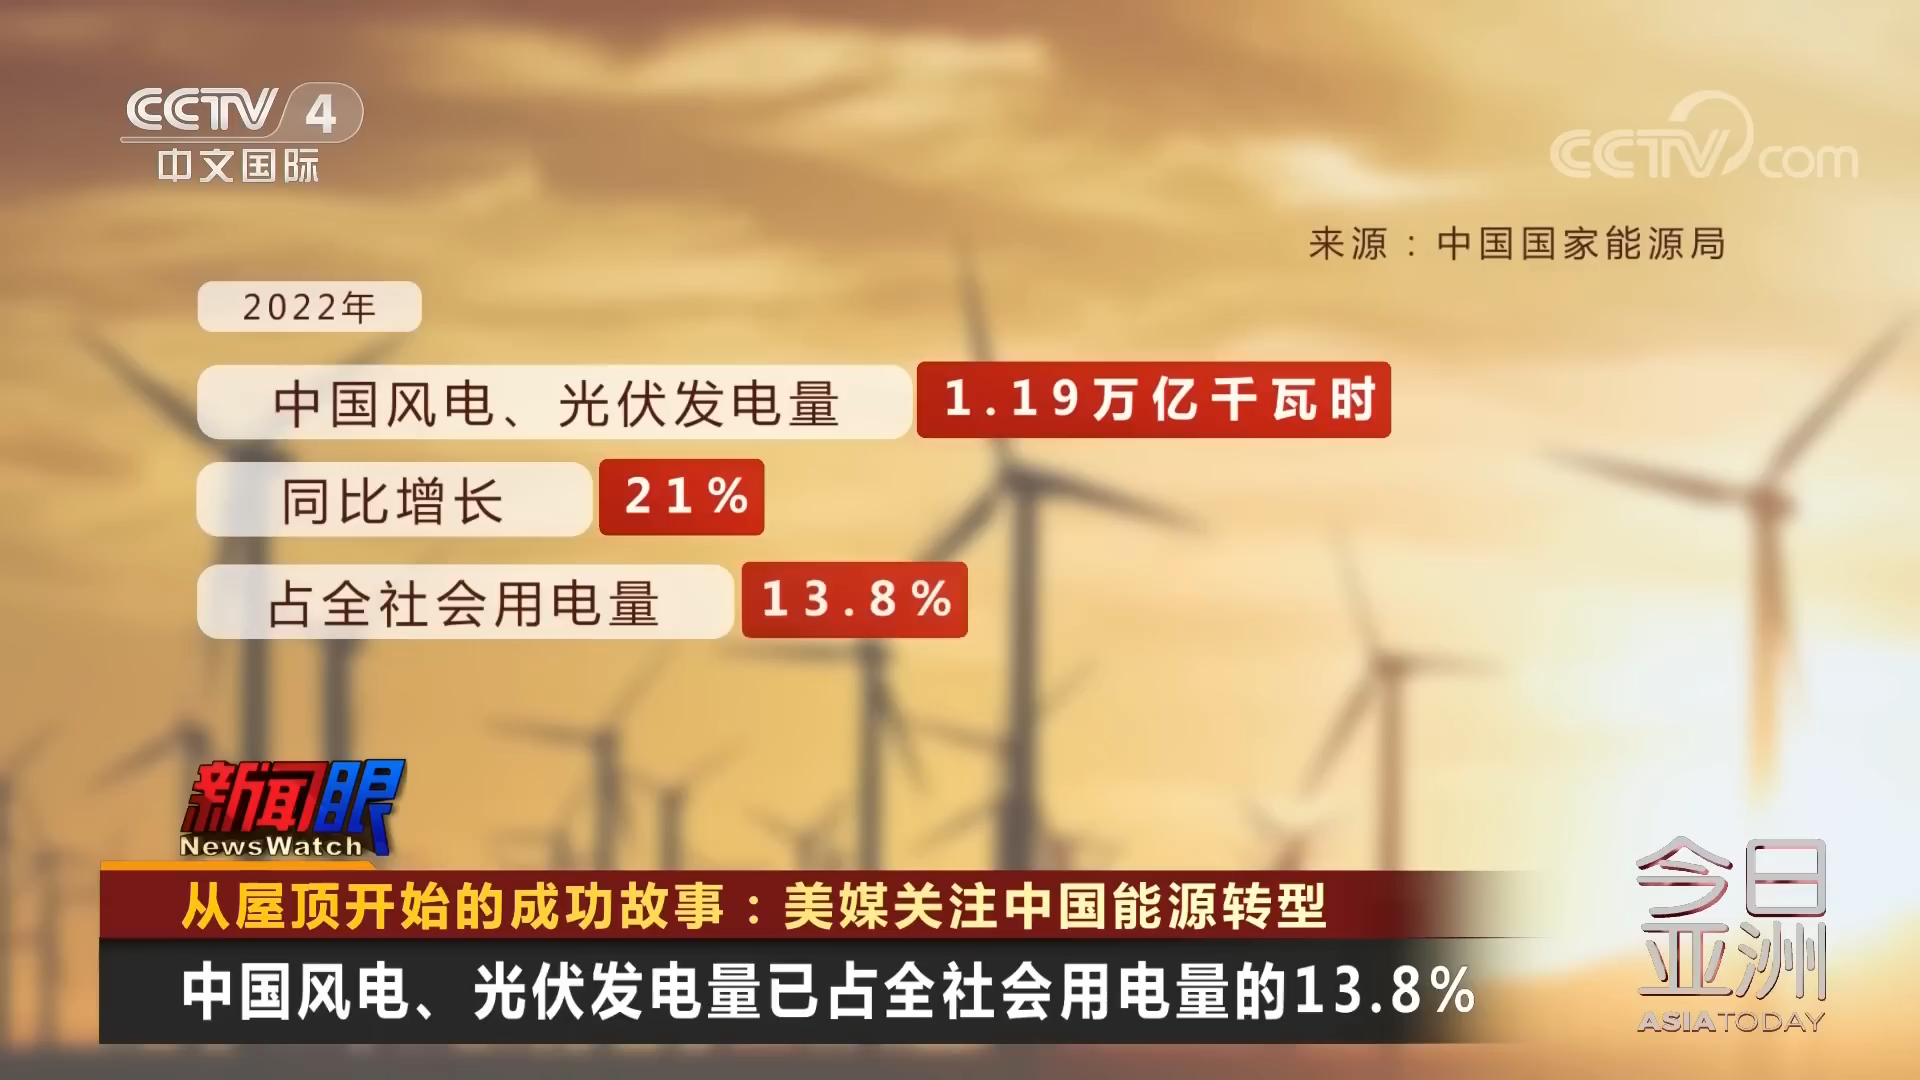 CCTV 4
中文国际
CCTV com
来源：中国国家能源局
2022年
中国风电、光伏发电量 1.19万亿千瓦时
同比增长 21%
占全社会用电量 13.8%
新闻眼
NewsWatch
从屋顶开始的成功故事：美媒关注中国能源转型
中国风电、光伏发电量已占全社会用电量的13.8%
今日
亚洲
ASIA TODAY